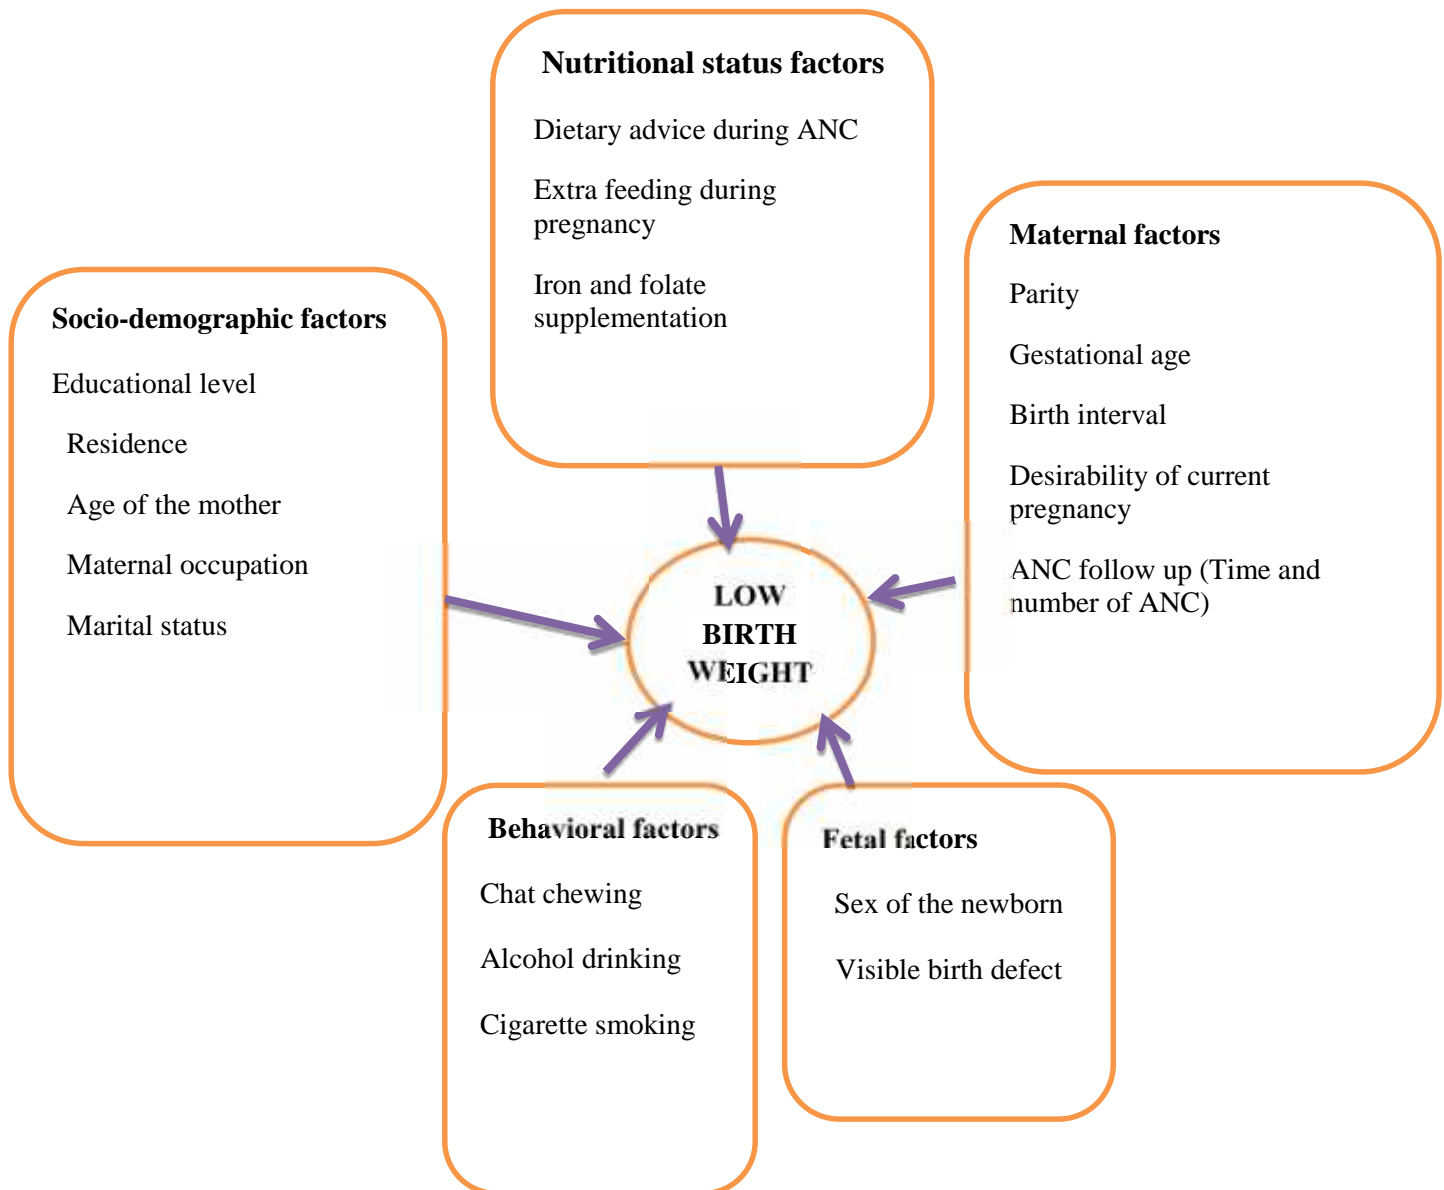 Nutritional status factors
Dietary advice during ANC
Extra feeding during
pregnancy
Iron and folate
supplementation
Maternal factors
Parity
Gestational age
Birth interval
Desirability of current
pregnancy
ANC follow up (Time and
number of ANC)
Socio-demographic factors
Educational level
Residence
Age of the mother
Maternal occupation
Marital status
LOW
BIRTH
WEIGHT
Behavioral factors
Chat chewing
Alcohol drinking
Cigarette smoking
Fetal factors
Sex of the newborn
Visible birth defect